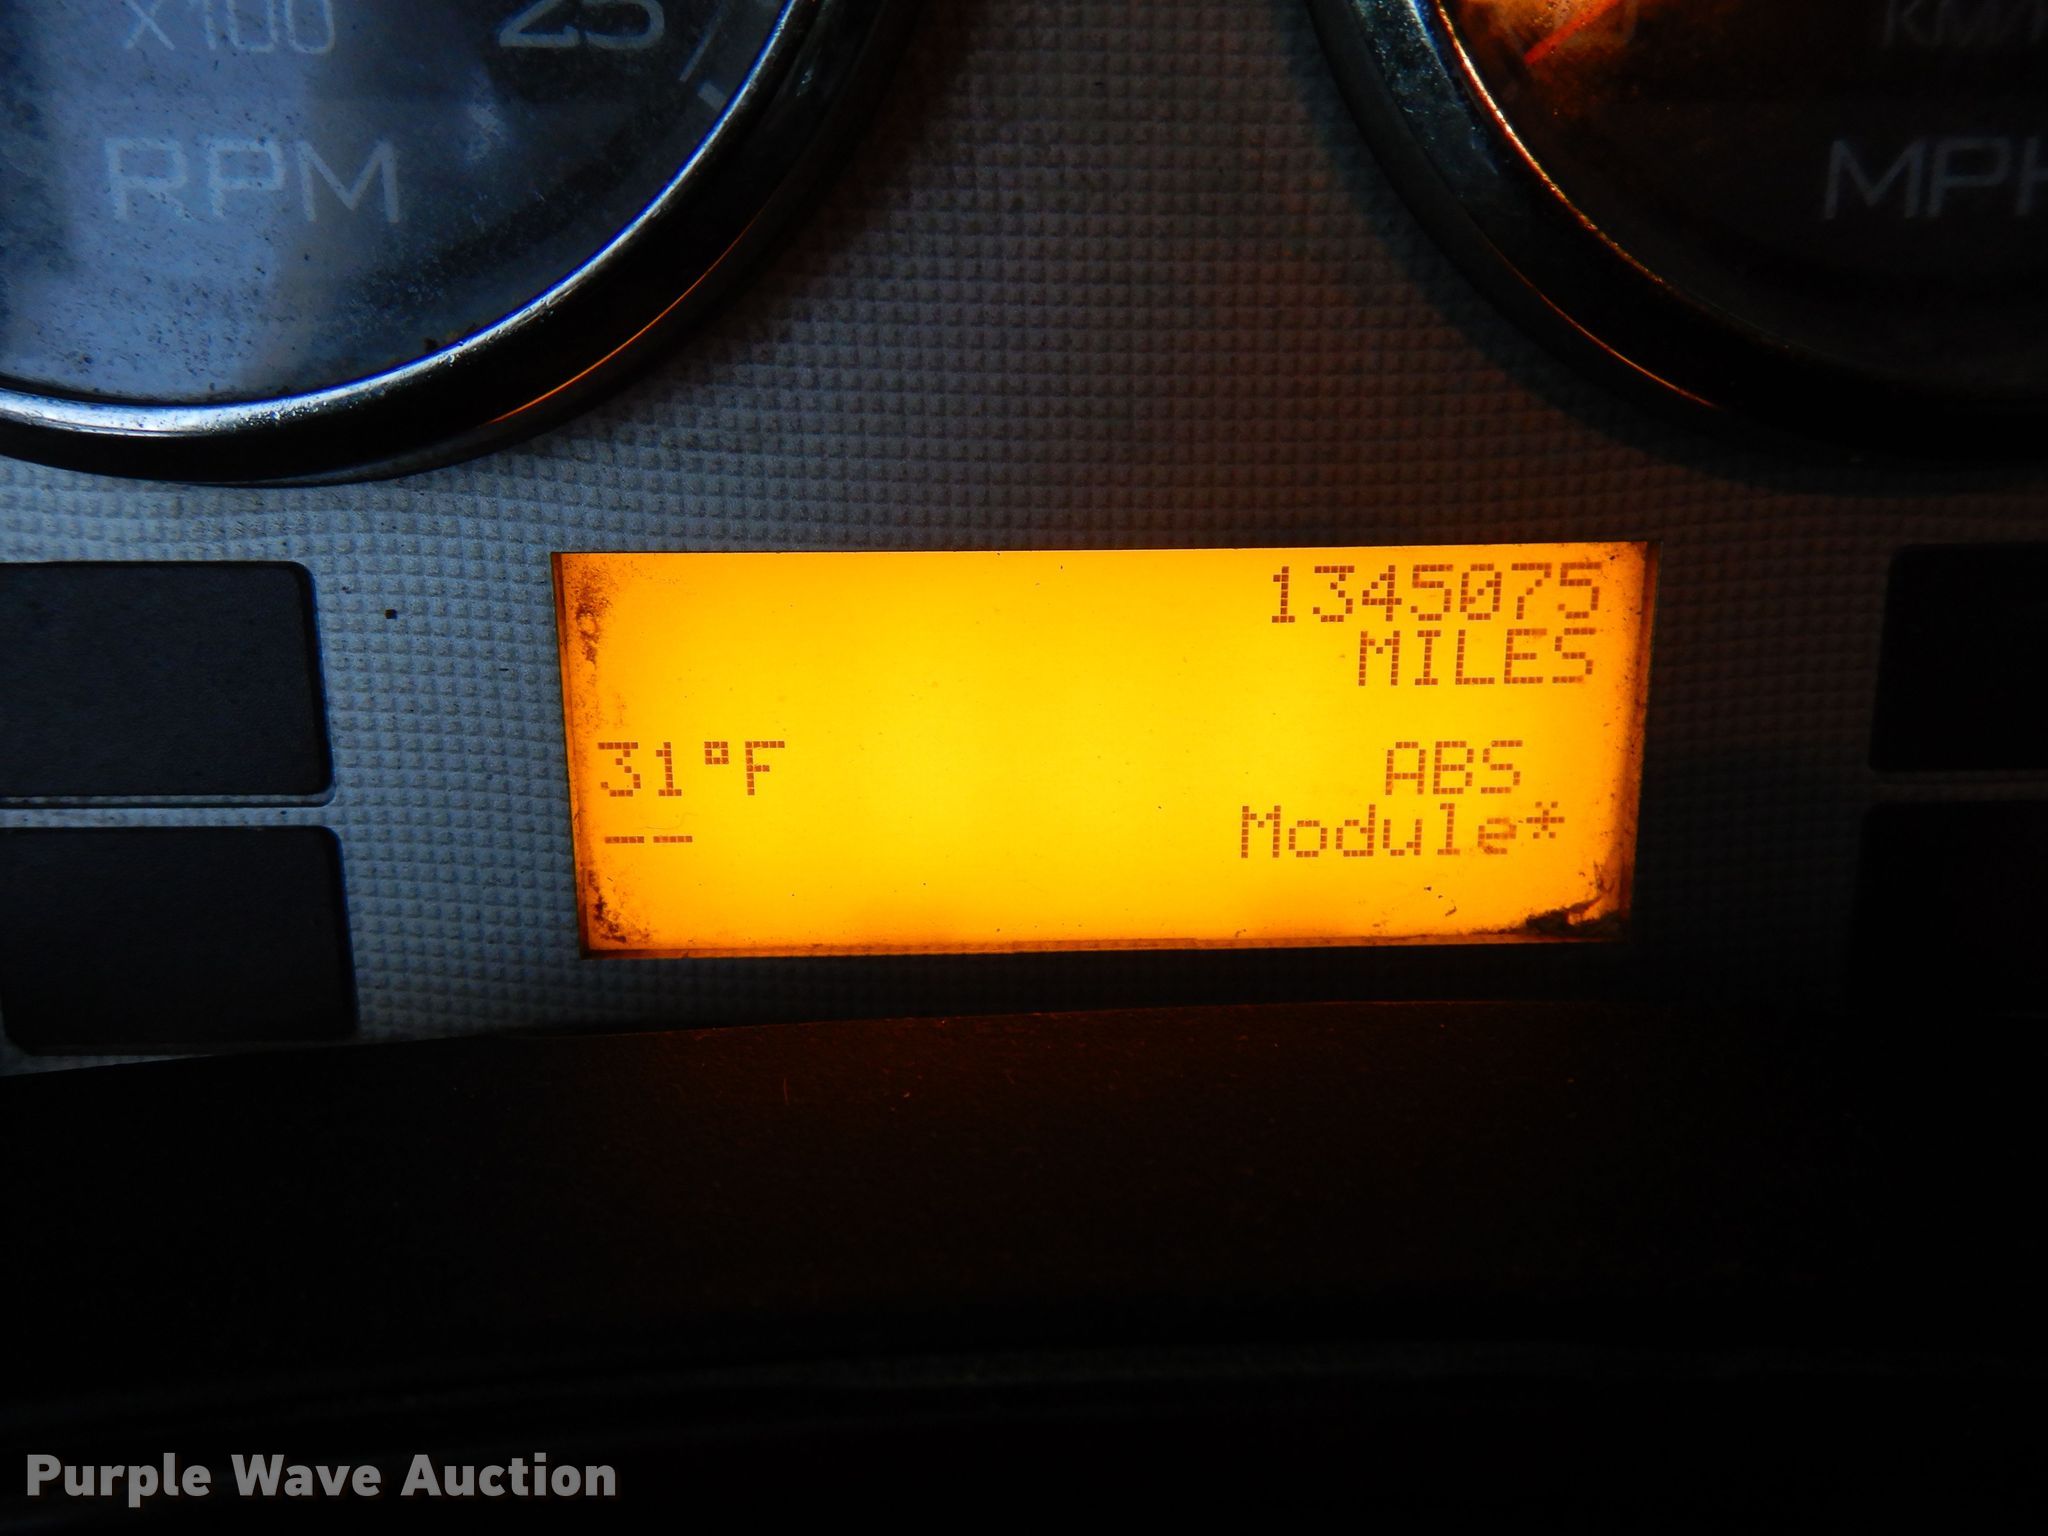 X100
25
RPM
MPH
1345075
MILES
31°F
ABS
--
Module*
Purple Wave Auction